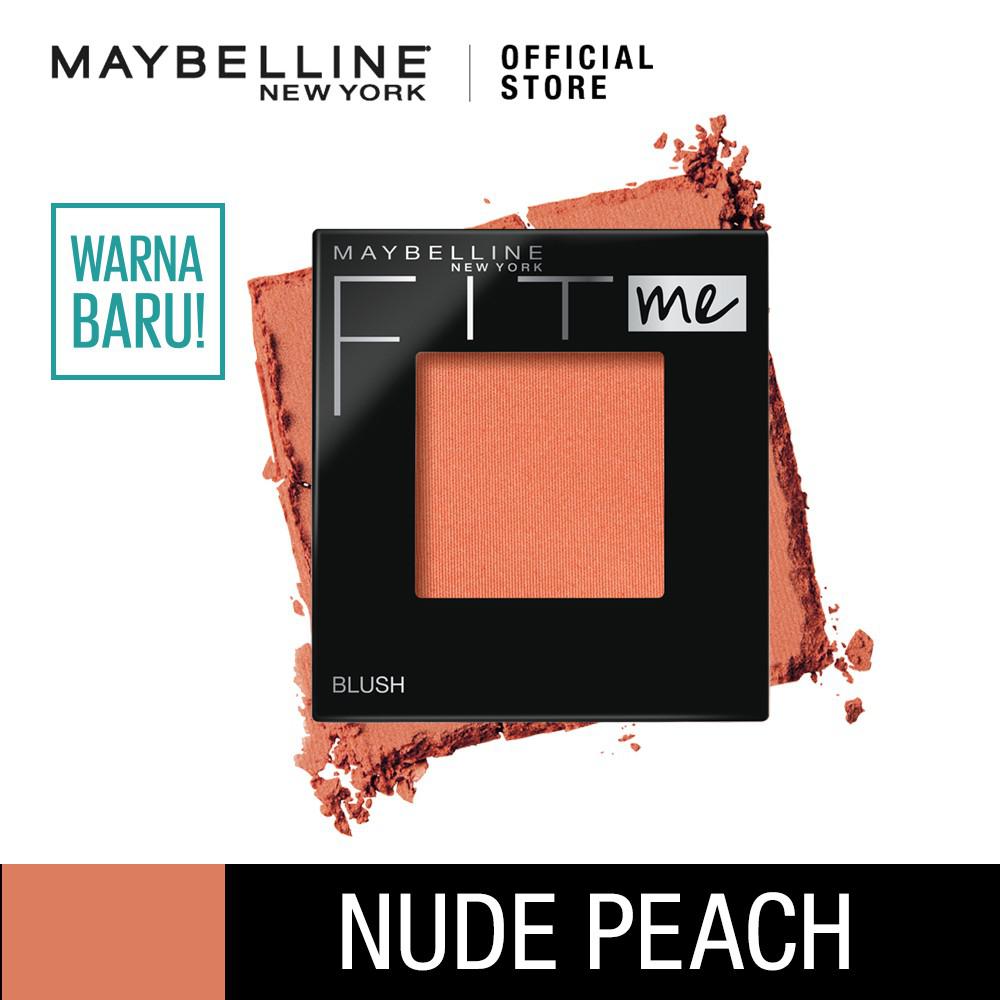 MAYBELLINE
NEW YORK
OFFICIAL
STORE
WARNA
BARU!
MAYBELLINE
NEW YORK
FIT me
BLUSH
NUDE PEACH